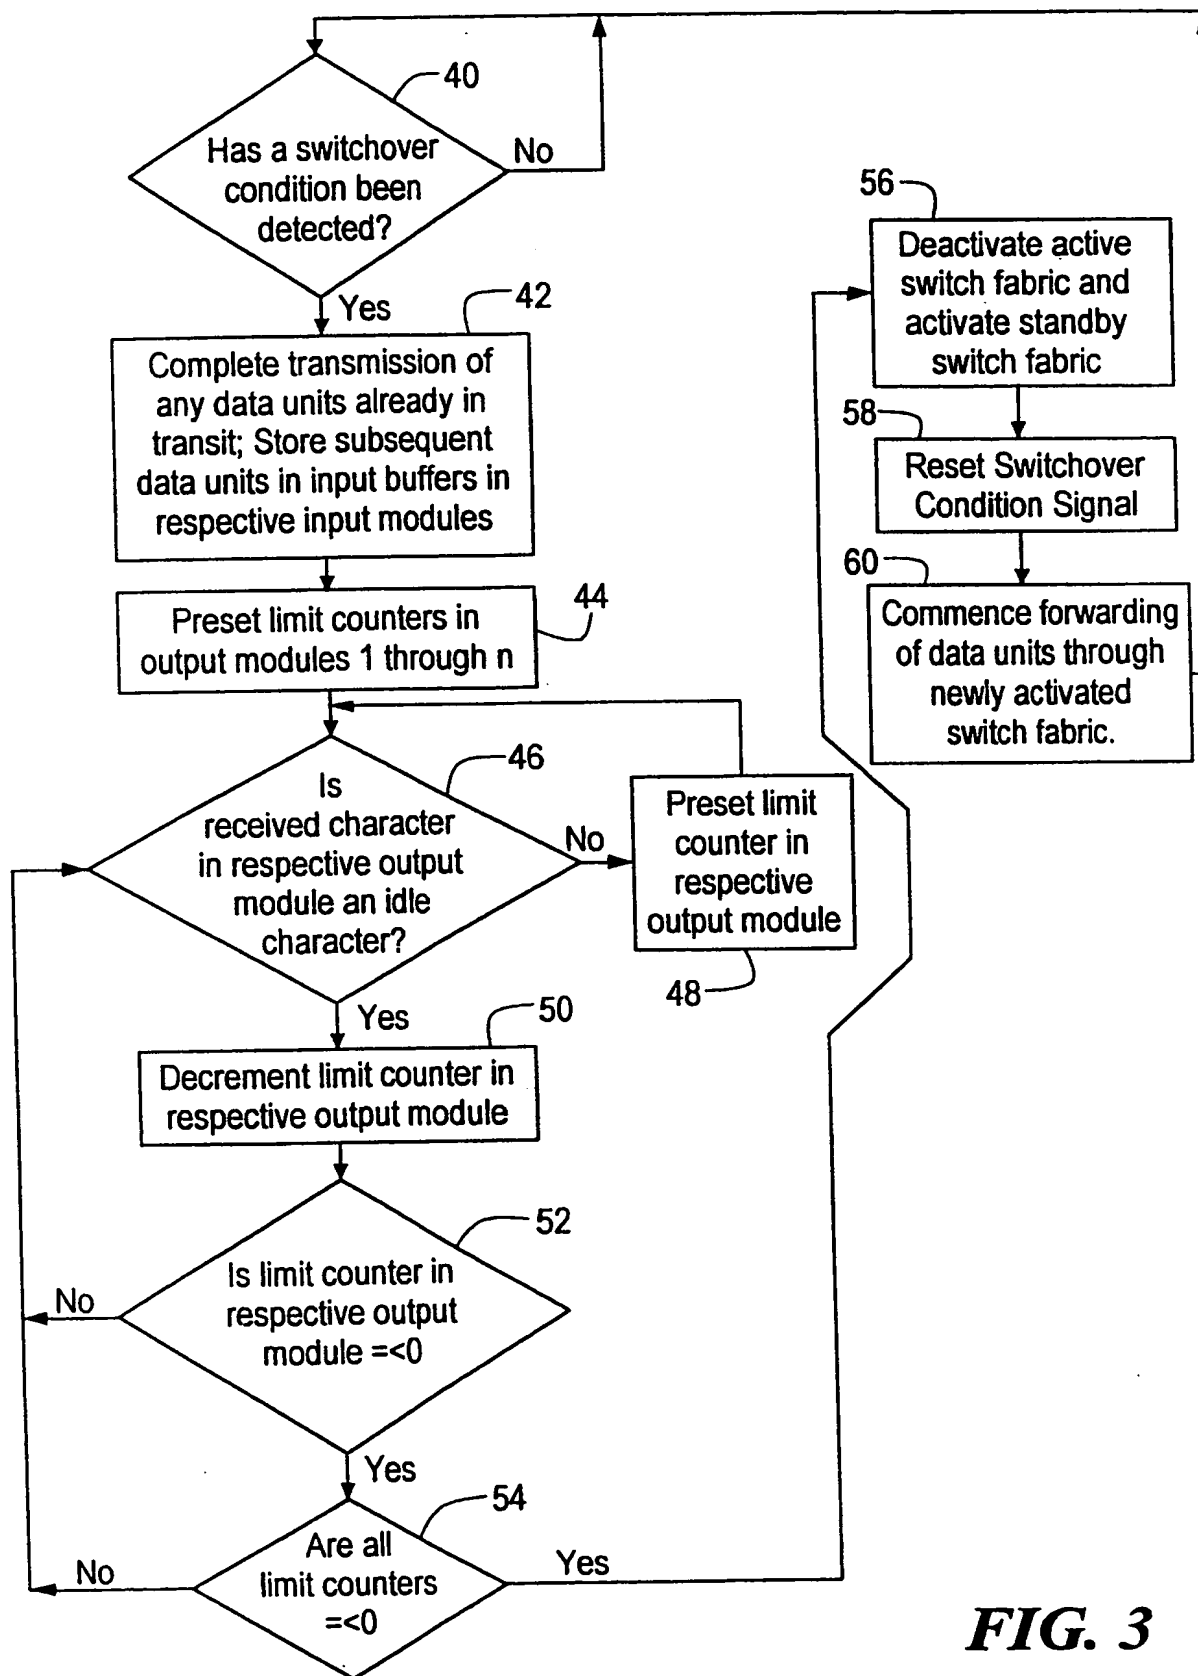 40
Has a switchover
condition been
detected?
No
Yes
42
Complete transmission of
any data units already in
transit; Store subsequent
data units in input buffers in
respective input modules
44
Preset limit counters in
output modules 1 through n
46
Is
received character
in respective output
module an idle
character?
No
Preset limit
counter in
respective
output module
48
Yes
50
Decrement limit counter in
respective output module
52
Is limit counter in
respective output
module =<0
No
Yes
54
Are all
limit counters
=<0
No
Yes
56
Deactivate active
switch fabric and
activate standby
switch fabric
58
Reset Switchover
Condition Signal
60
Commence forwarding
of data units through
newly activated
switch fabric.
FIG. 3